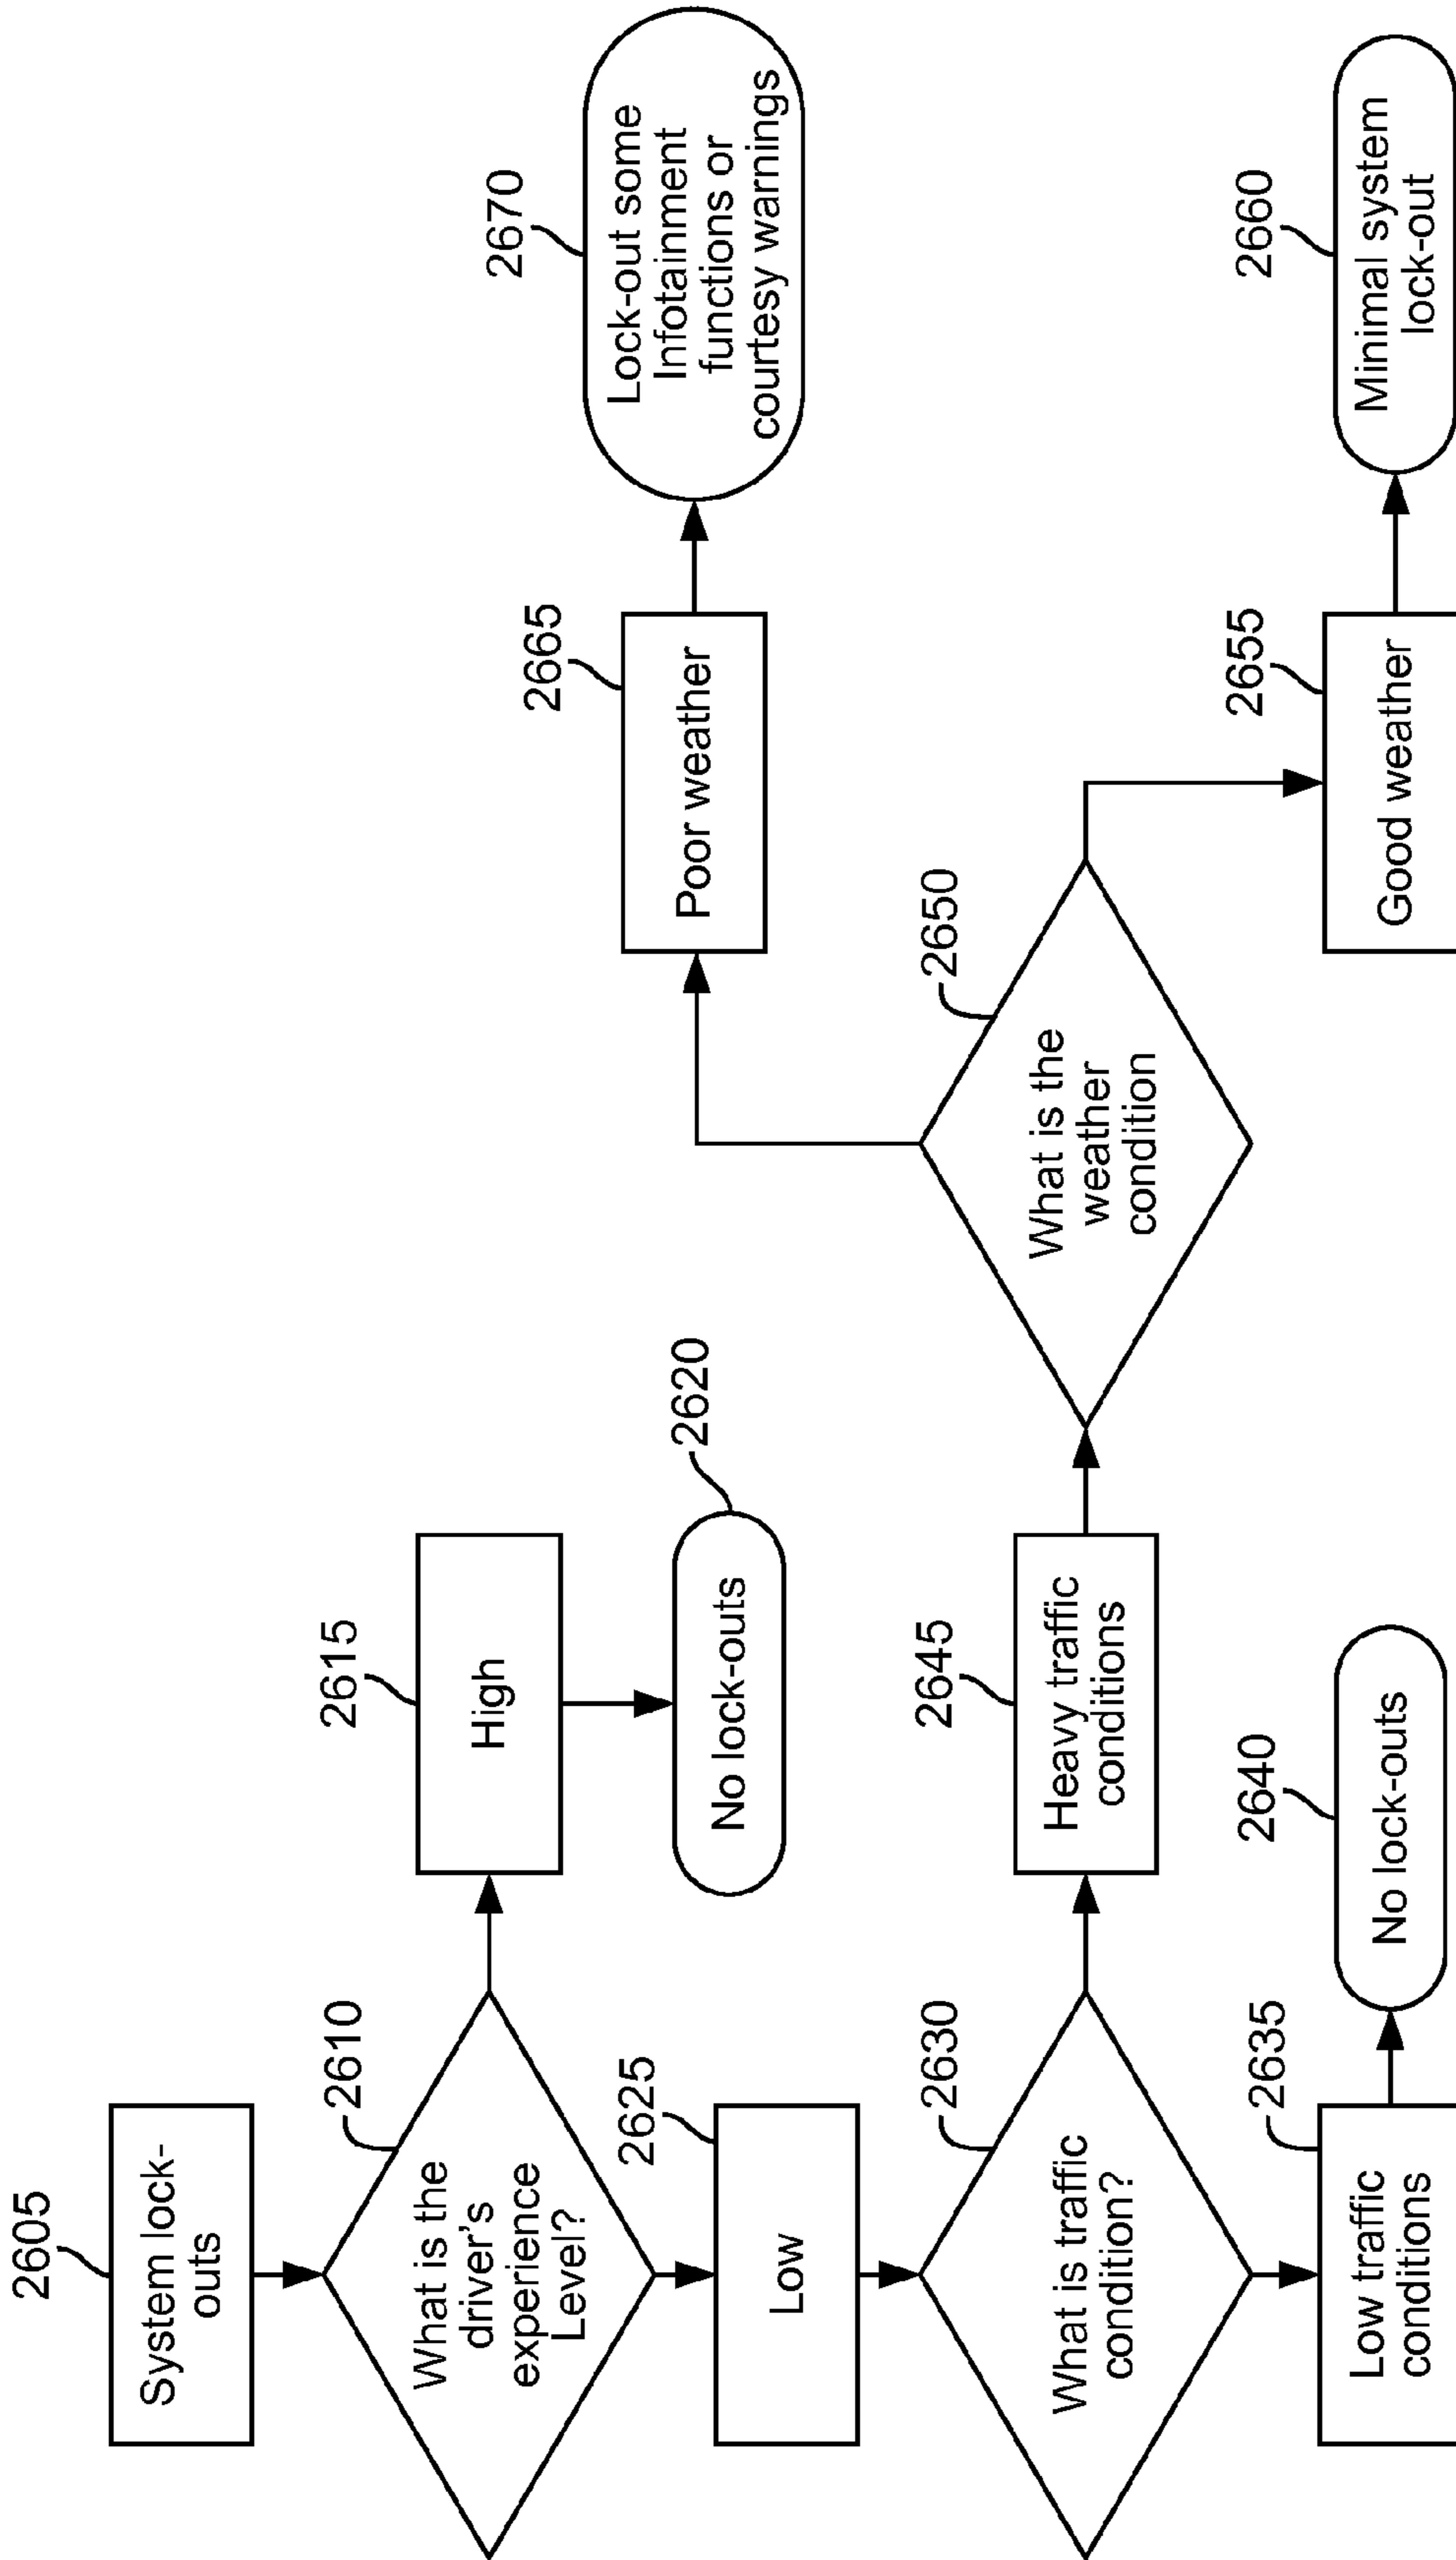 2605
System lock-
outs
2610
What is the
driver's
experience
Level?
2615
High
2620
No lock-outs
2625
Low
2630
What is traffic
condition?
2635
Low traffic
conditions
2640
No lock-outs
2645
Heavy traffic
conditions
2650
What is the
weather
condition
2655
Good weather
2660
Minimal system
lock-out
2665
Poor weather
2670
Lock-out some
Infotainment
functions or
courtesy warnings